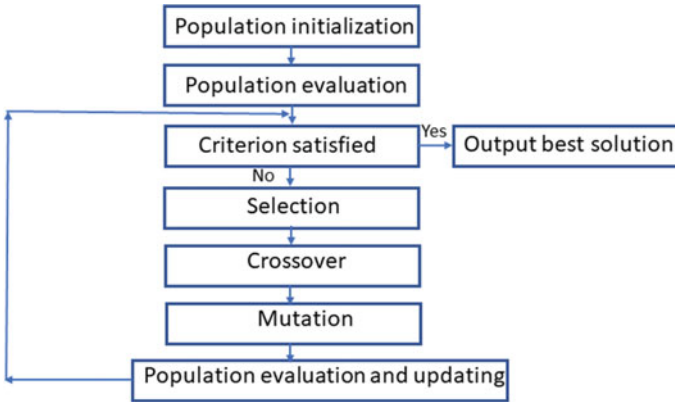 Population initialization
Population evaluation
Criterion satisfied
Yes
Output best solution
No
Selection
Crossover
Mutation
Population evaluation and updating